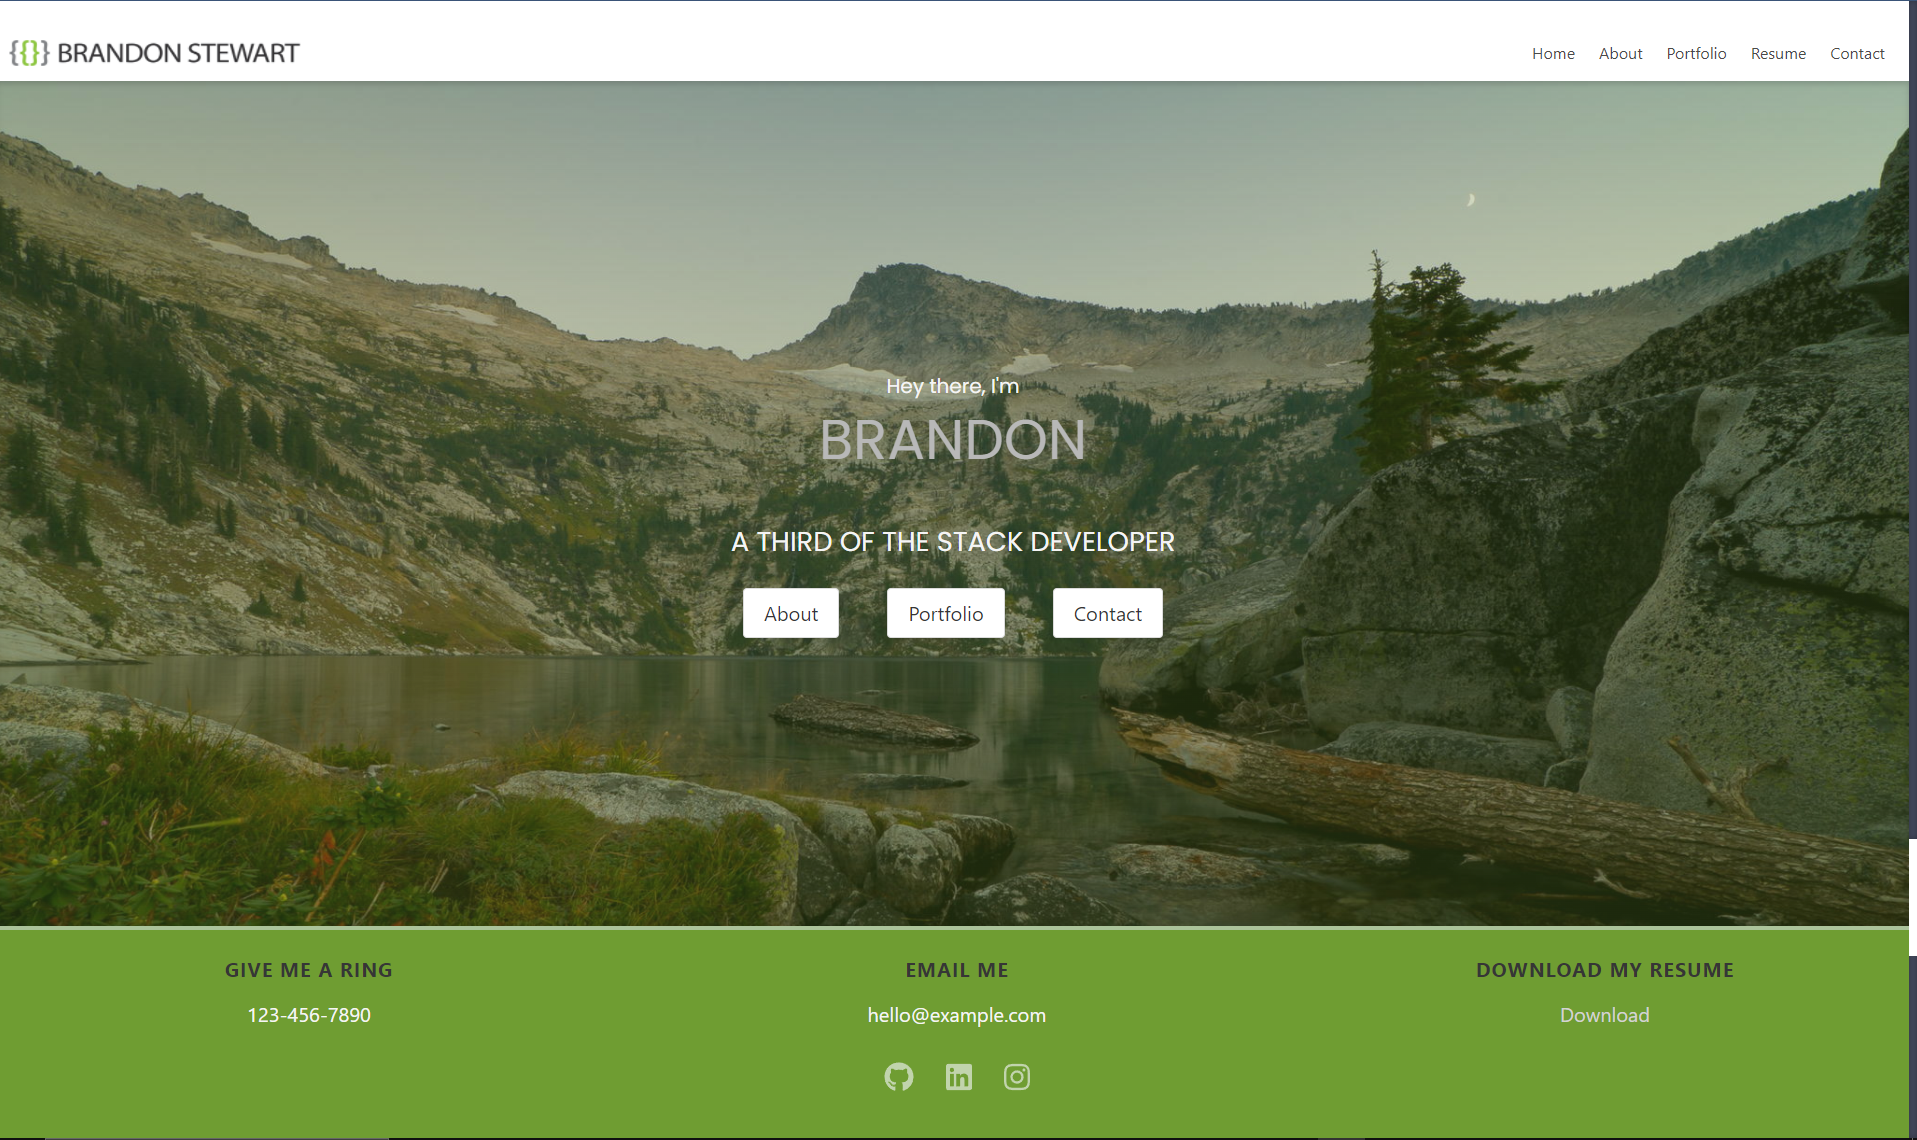 {{}} BRANDON STEWART
Home About Portfolio Resume Contact
Hey there, I'm
BRANDON
A THIRD OF THE STACK DEVELOPER
About Portfolio Contact
GIVE ME A RING
123-456-7890
EMAIL ME
hello@example.com
in
DOWNLOAD MY RESUME
Download